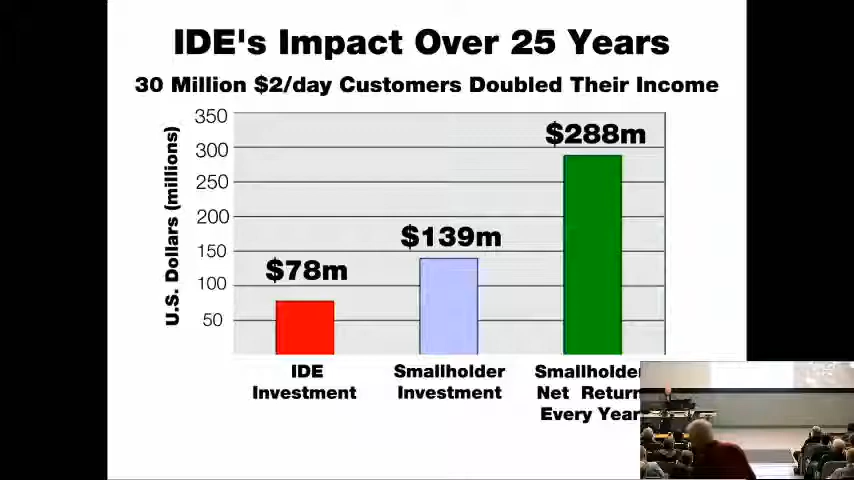 IDE's Impact Over 25 Years
30 Million $2/day Customers Doubled Their Income
U.S. Dollars (millions)
350
300
250
200
150
100
50
$78m
$139m
$288m
IDE
Investment
Smallholder
Investment
Smallholder
Net Return
Every Year